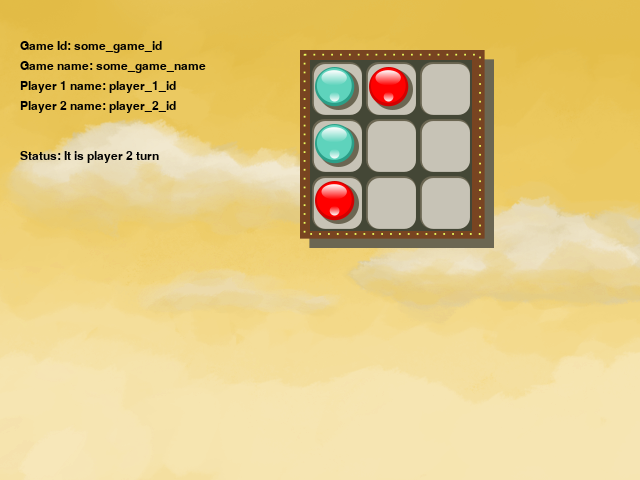 Game Id: some_game_id
Game name: some_game_name
Player 1 name: player_1_id
Player 2 name: player_2_id
Status: It is player 2 turn